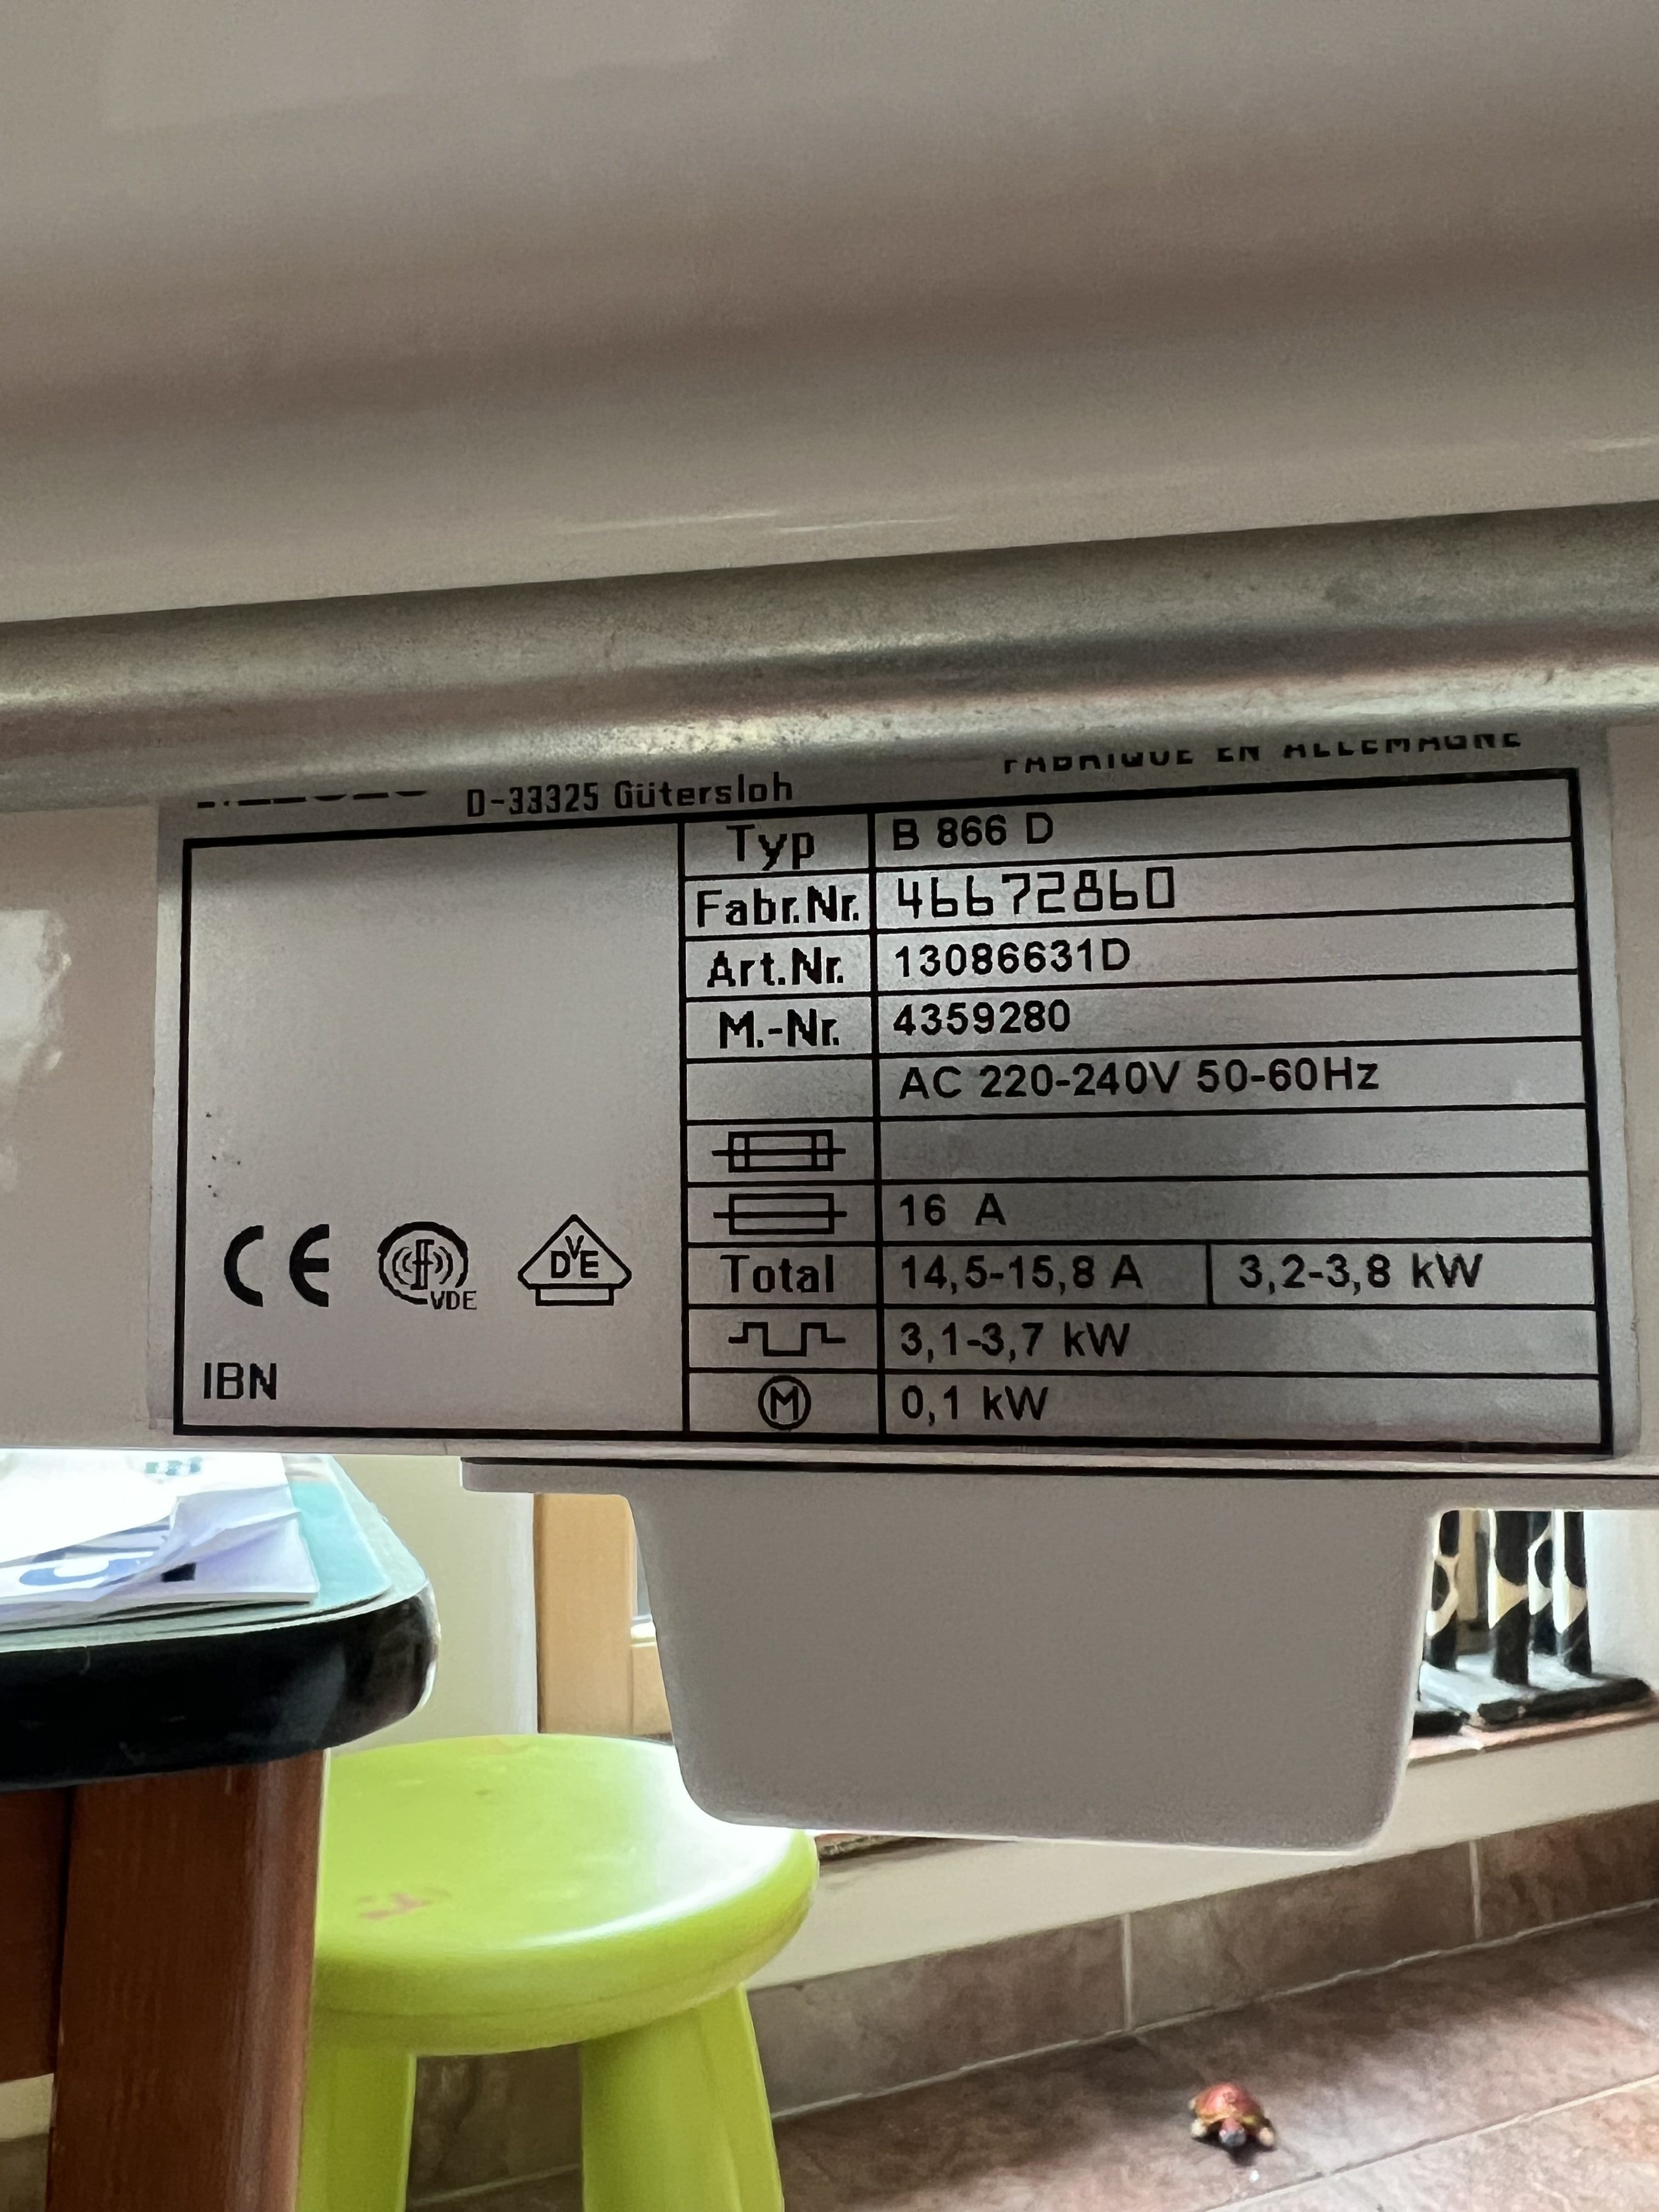 FABRIQUE EN ALLEMAGNE
D-33325 Gütersloh
Typ B 866 D
Fabr.Nr. 46672860
Art.Nr. 13086631D
M.-Nr. 4359280
AC 220-240V 50-60Hz
16 A
Total 14,5-15,8 A 3,2-3,8 kW
3,1-3,7 kW
M 0,1 kW
CE VDE DVE
IBN